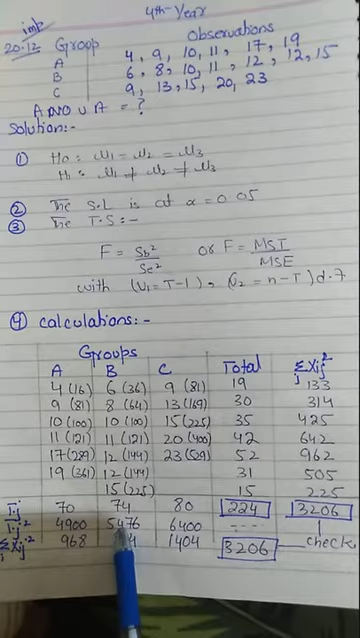 4th-Year
imp
20.12 Group Observations
A 4, 9, 10, 11, 17, 19
B 6, 8, 10, 11, 12, 12, 15
C 9, 13, 15, 20, 23
ANOVA = ?
Solution:-
① H₀: μ₁ = μ₂ = μ₃
H₁: μ₁ ≠ μ₂ ≠ μ₃
② The S.L is at α = 0.05
③ The T.S:-
F = Sb²/Se² or F = MST/MSE
with (υ₁ = T-1), (υ₂ = n-T) d.f
④ Calculations:-
Groups
A B C Total ΣXij²
4 (16) 6 (36) 9 (81) 19 133
9 (81) 8 (64) 13 (169) 30 314
10 (100) 10 (100) 15 (225) 35 425
11 (121) 11 (121) 20 (400) 42 642
17 (289) 12 (144) 23 (529) 52 962
19 (361) 12 (144) 31 505
15 (225) 15 225
T.j 70 74 80 224 3206
T.j² 4900 5476 6400 ----
ΣXij² 968 4 1404 3206 check